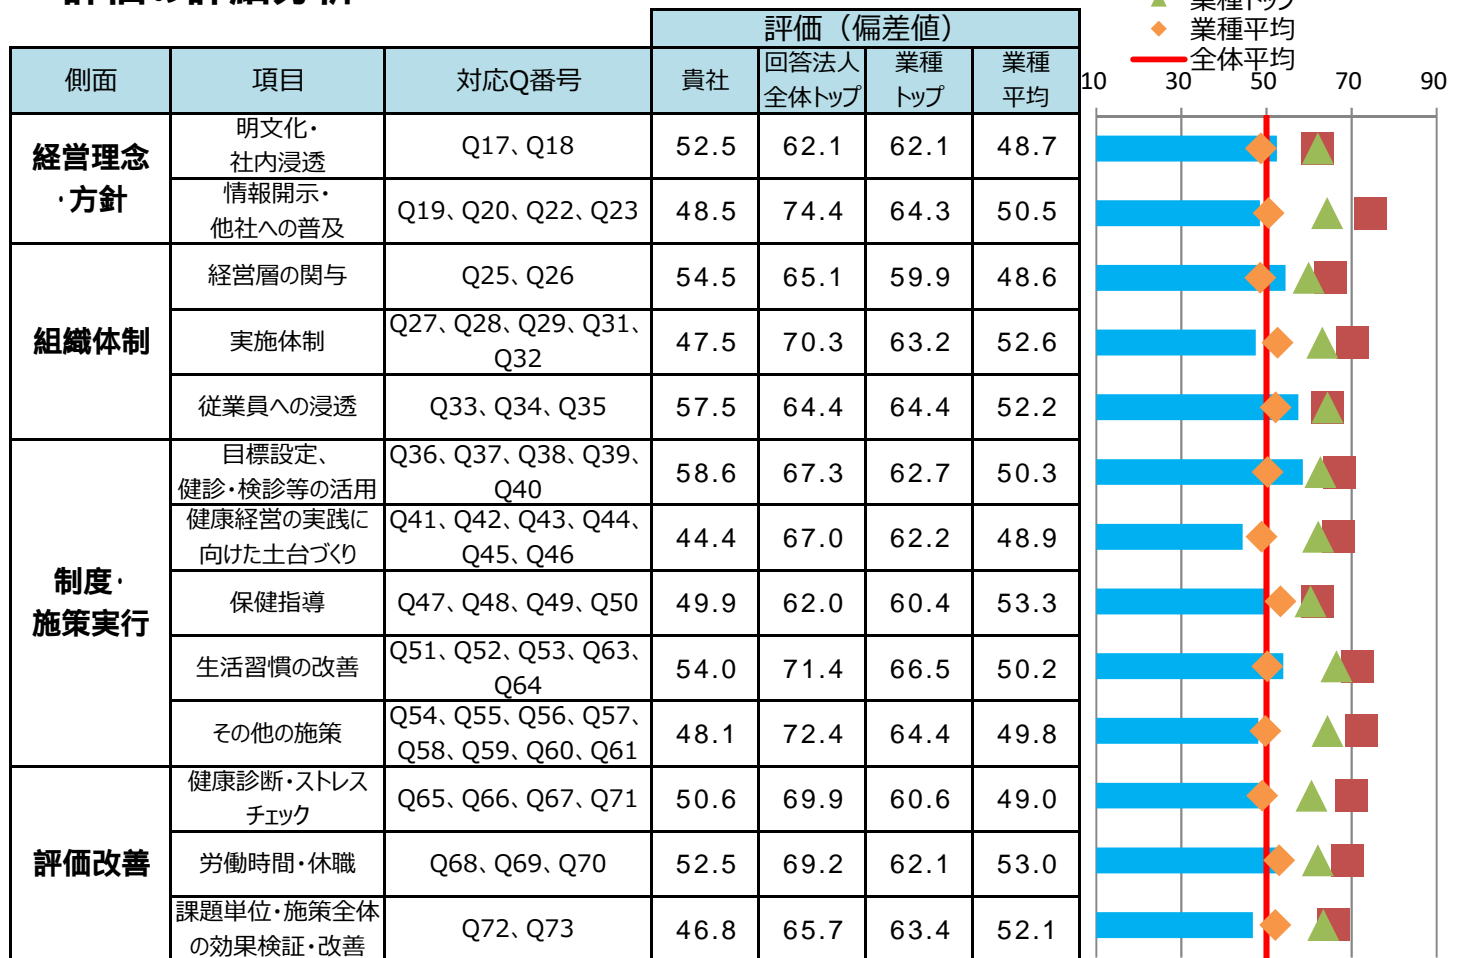 評価の詳細分析
業種トップ
業種平均
全体平均
評価（偏差値）
側面 項目 対応Q番号 貴社 回答法人 全体トップ 業種 トップ 業種 平均
10 30 50 70 90
経営理念
・方針
明文化・
社内浸透
Q17、Q18 52.5 62.1 62.1 48.7
情報開示・
他社への普及
Q19、Q20、Q22、Q23 48.5 74.4 64.3 50.5
組織体制
経営層の関与 Q25、Q26 54.5 65.1 59.9 48.6
実施体制
Q27、Q28、Q29、Q31、
Q32
47.5 70.3 63.2 52.6
従業員への浸透 Q33、Q34、Q35 57.5 64.4 64.4 52.2
制度・
施策実行
目標設定、
健診・検診等の活用
Q36、Q37、Q38、Q39、
Q40
58.6 67.3 62.7 50.3
健康経営の実践に
向けた土台づくり
Q41、Q42、Q43、Q44、
Q45、Q46
44.4 67.0 62.2 48.9
保健指導 Q47、Q48、Q49、Q50 49.9 62.0 60.4 53.3
生活習慣の改善
Q51、Q52、Q53、Q63、
Q64
54.0 71.4 66.5 50.2
その他の施策
Q54、Q55、Q56、Q57、
Q58、Q59、Q60、Q61
48.1 72.4 64.4 49.8
評価改善
健康診断・ストレス
チェック
Q65、Q66、Q67、Q71 50.6 69.9 60.6 49.0
労働時間・休職 Q68、Q69、Q70 52.5 69.2 62.1 53.0
課題単位・施策全体
の効果検証・改善
Q72、Q73 46.8 65.7 63.4 52.1